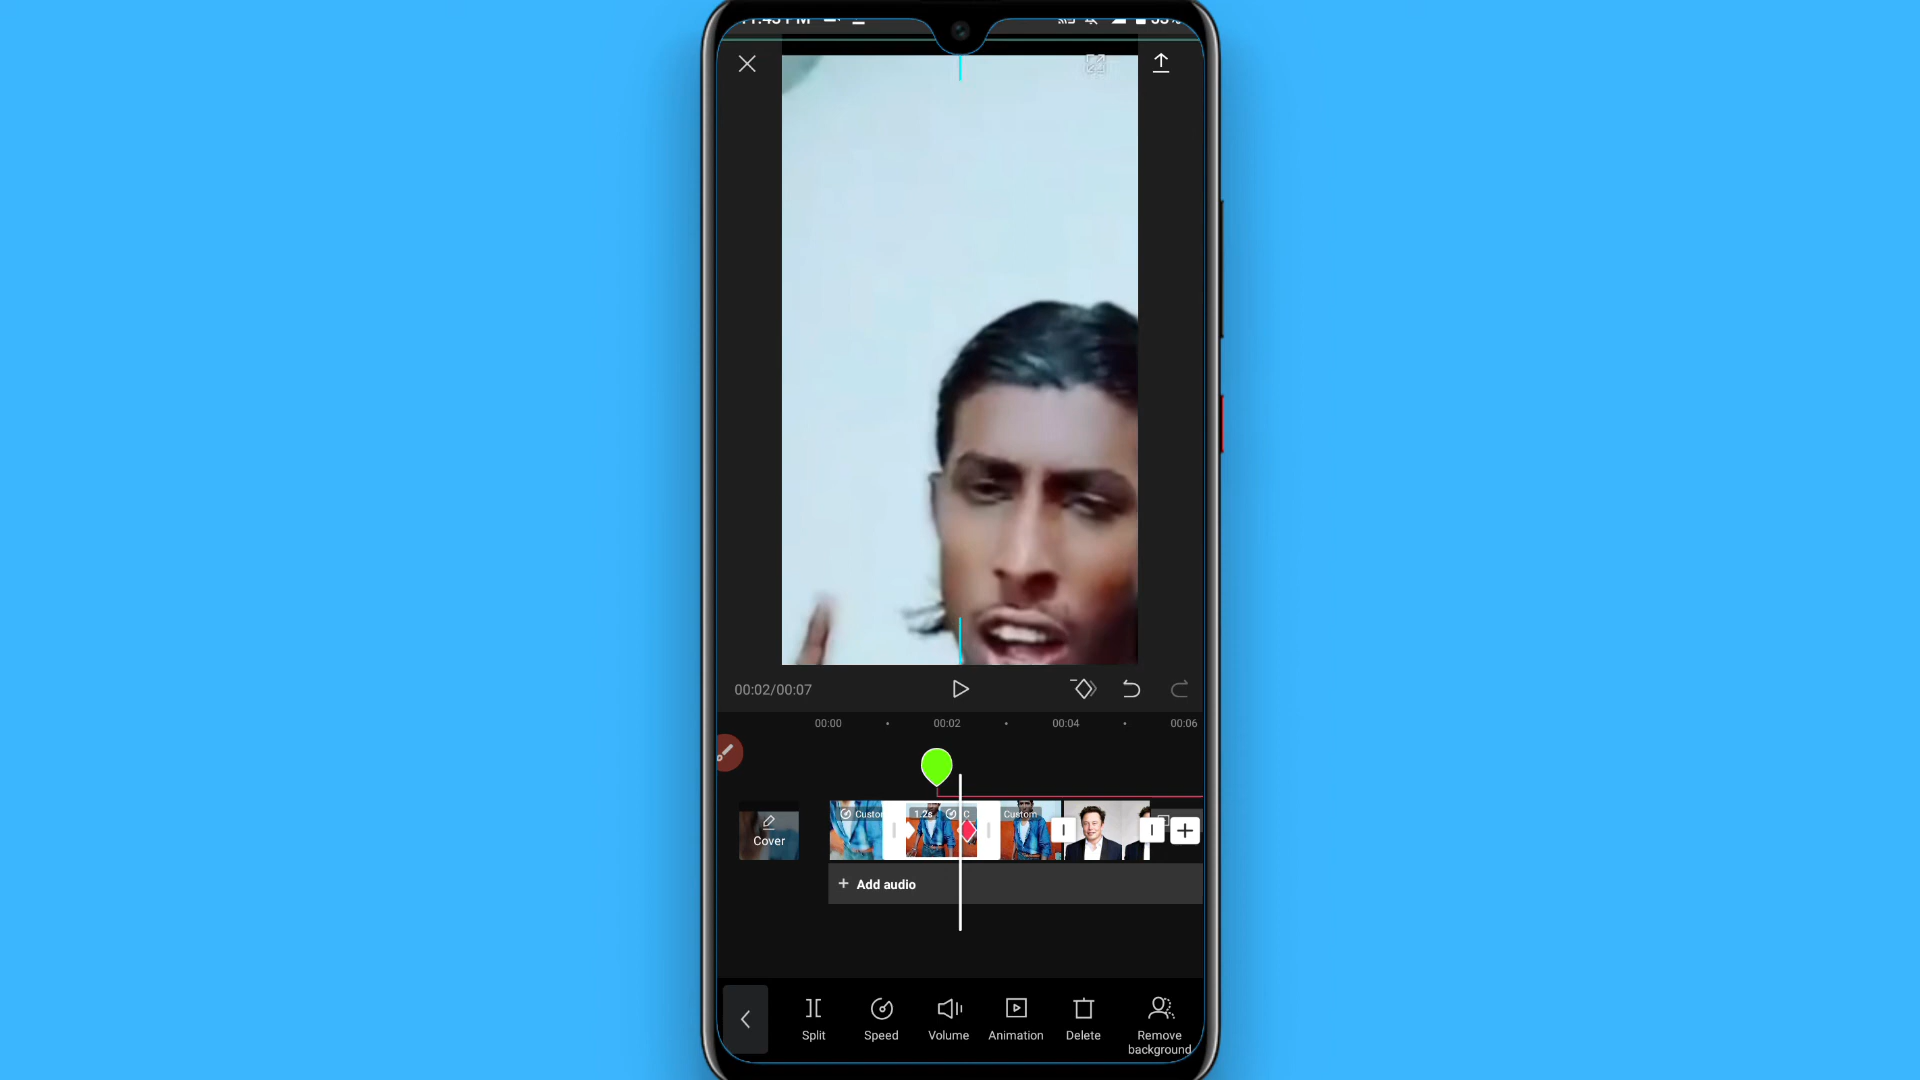 00:02/00:07
00:00
00:02
00:04
00:06
Cover
1.2s
C
Custom
+ Add audio
Split
Speed
Volume
Animation
Delete
Remove
background